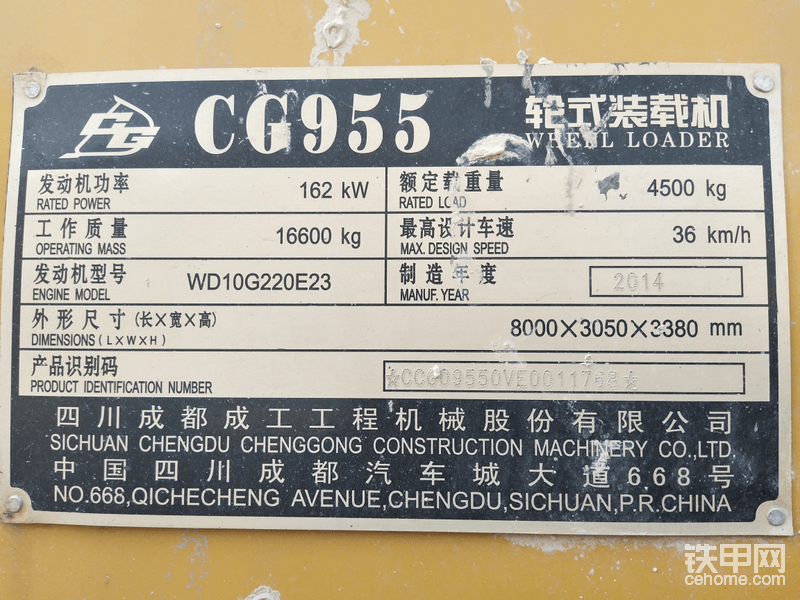 CG CG955 轮式装载机
WHEEL LOADER
发动机功率 162 kW 额定载重量 4500 kg
RATED POWER RATED LOAD
工作质量 16600 kg 最高设计车速 36 km/h
OPERATING MASS MAX. DESIGN SPEED
发动机型号 WD10G220E23 制造年度 2014
ENGINE MODEL MANUF. YEAR
外形尺寸(长×宽×高) 8000×3050×3380 mm
DIMENSIONS (L×W×H)
产品识别码
PRODUCT IDENTIFICATION NUMBER
四川成都成工工程机械股份有限公司
SICHUAN CHENGDU CHENGGONG CONSTRUCTION MACHINERY CO.,LTD.
中国四川成都汽车城大道668号
NO.668,QICHECHENG AVENUE,CHENGDU,SICHUAN,P.R.CHINA
铁甲网
cehome.com